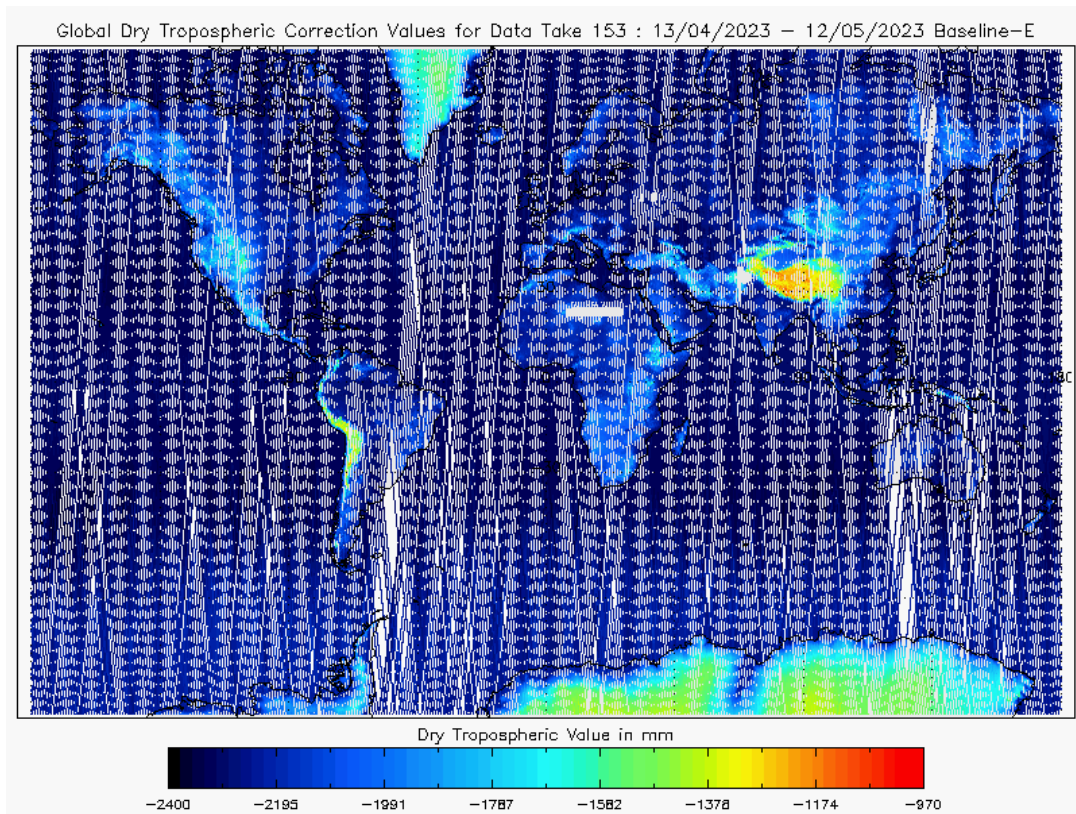 Global Dry Tropospheric Correction Values for Data Take 153 : 13/04/2023 − 12/05/2023 Baseline−E
Dry Tropospheric Value in mm
−2400 −2195 −1991 −1787 −1582 −1378 −1174 −970